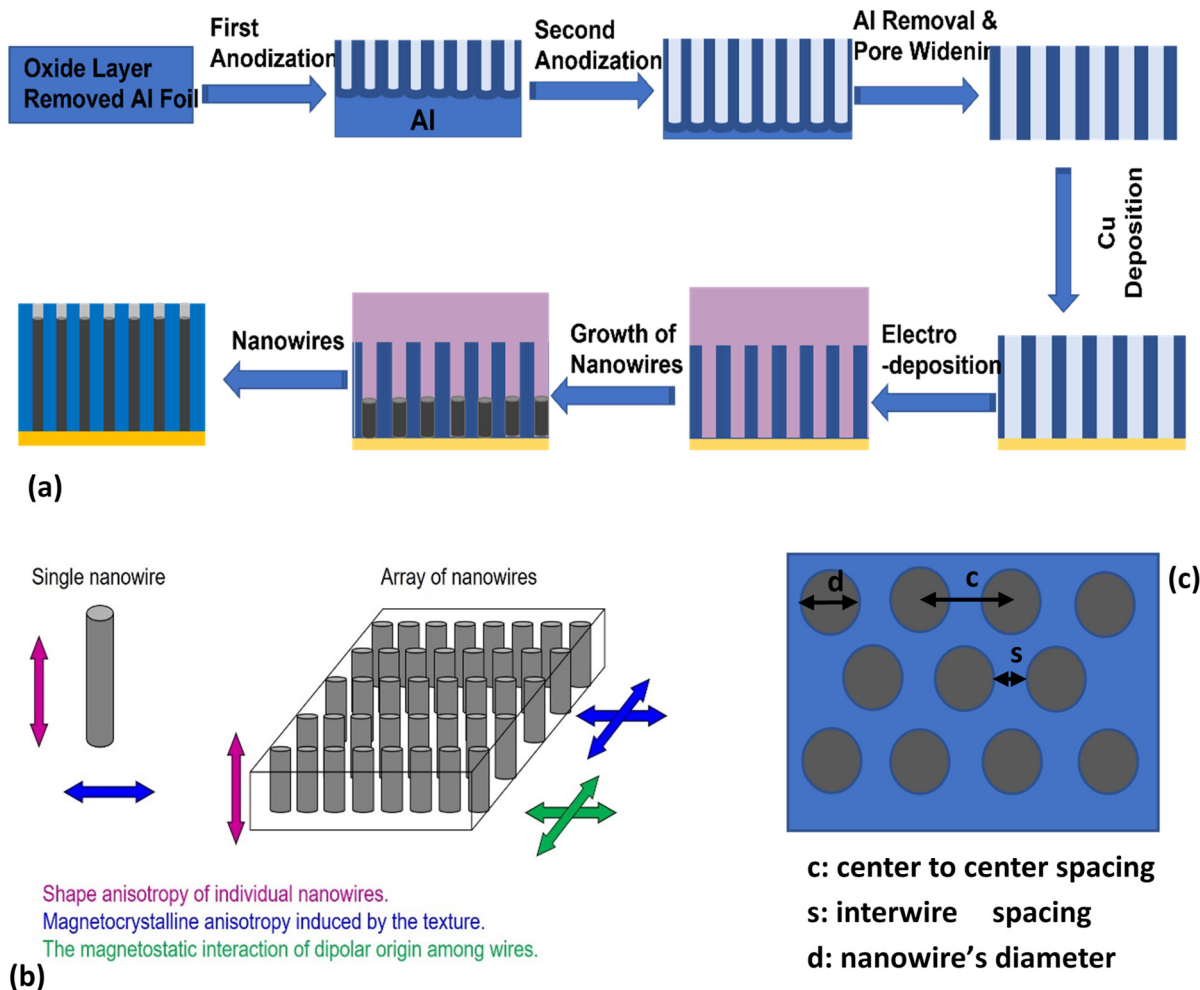 First
Anodization
Second
Anodization
Al Removal &
Pore Widenin
Oxide Layer
Removed Al Foil
Al
Cu
Deposition
Nanowires
Growth of
Nanowires
Electro
-deposition
(a)
Single nanowire
Array of nanowires
Shape anisotropy of individual nanowires.
Magnetocrystalline anisotropy induced by the texture.
The magnetostatic interaction of dipolar origin among wires.
(b)
d
c
(c)
s
c: center to center spacing
s: interwire spacing
d: nanowire’s diameter